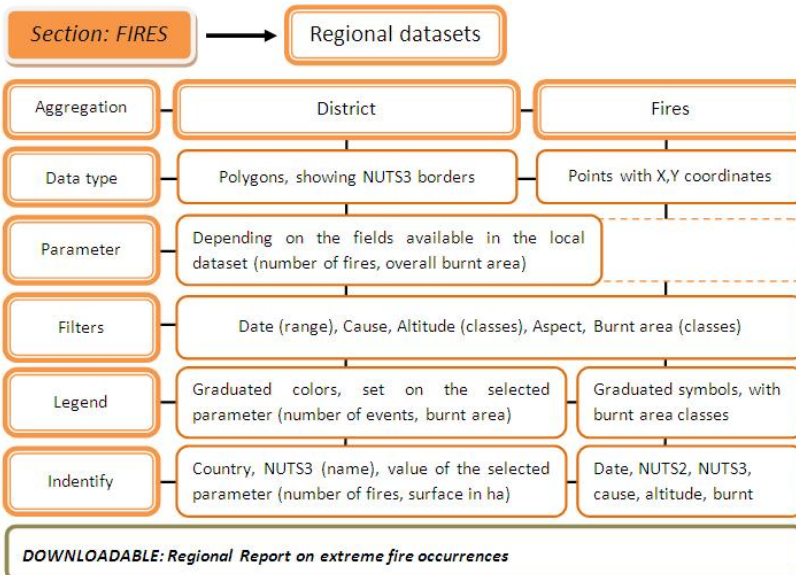 Section: FIRES
Regional datasets
Aggregation
District
Fires
Data type
Polygons, showing NUTS3 borders
Points with X,Y coordinates
Parameter
Depending on the fields available in the local
dataset (number of fires, overall burnt area)
Filters
Date (range), Cause, Altitude (classes), Aspect, Burnt area (classes)
Legend
Graduated colors, set on the selected
parameter (number of events, burnt area)
Graduated symbols, with
burnt area classes
Indentify
Country, NUTS3 (name), value of the selected
parameter (number of fires, surface in ha)
Date, NUTS2, NUTS3,
cause, altitude, burnt
DOWNLOADABLE: Regional Report on extreme fire occurrences